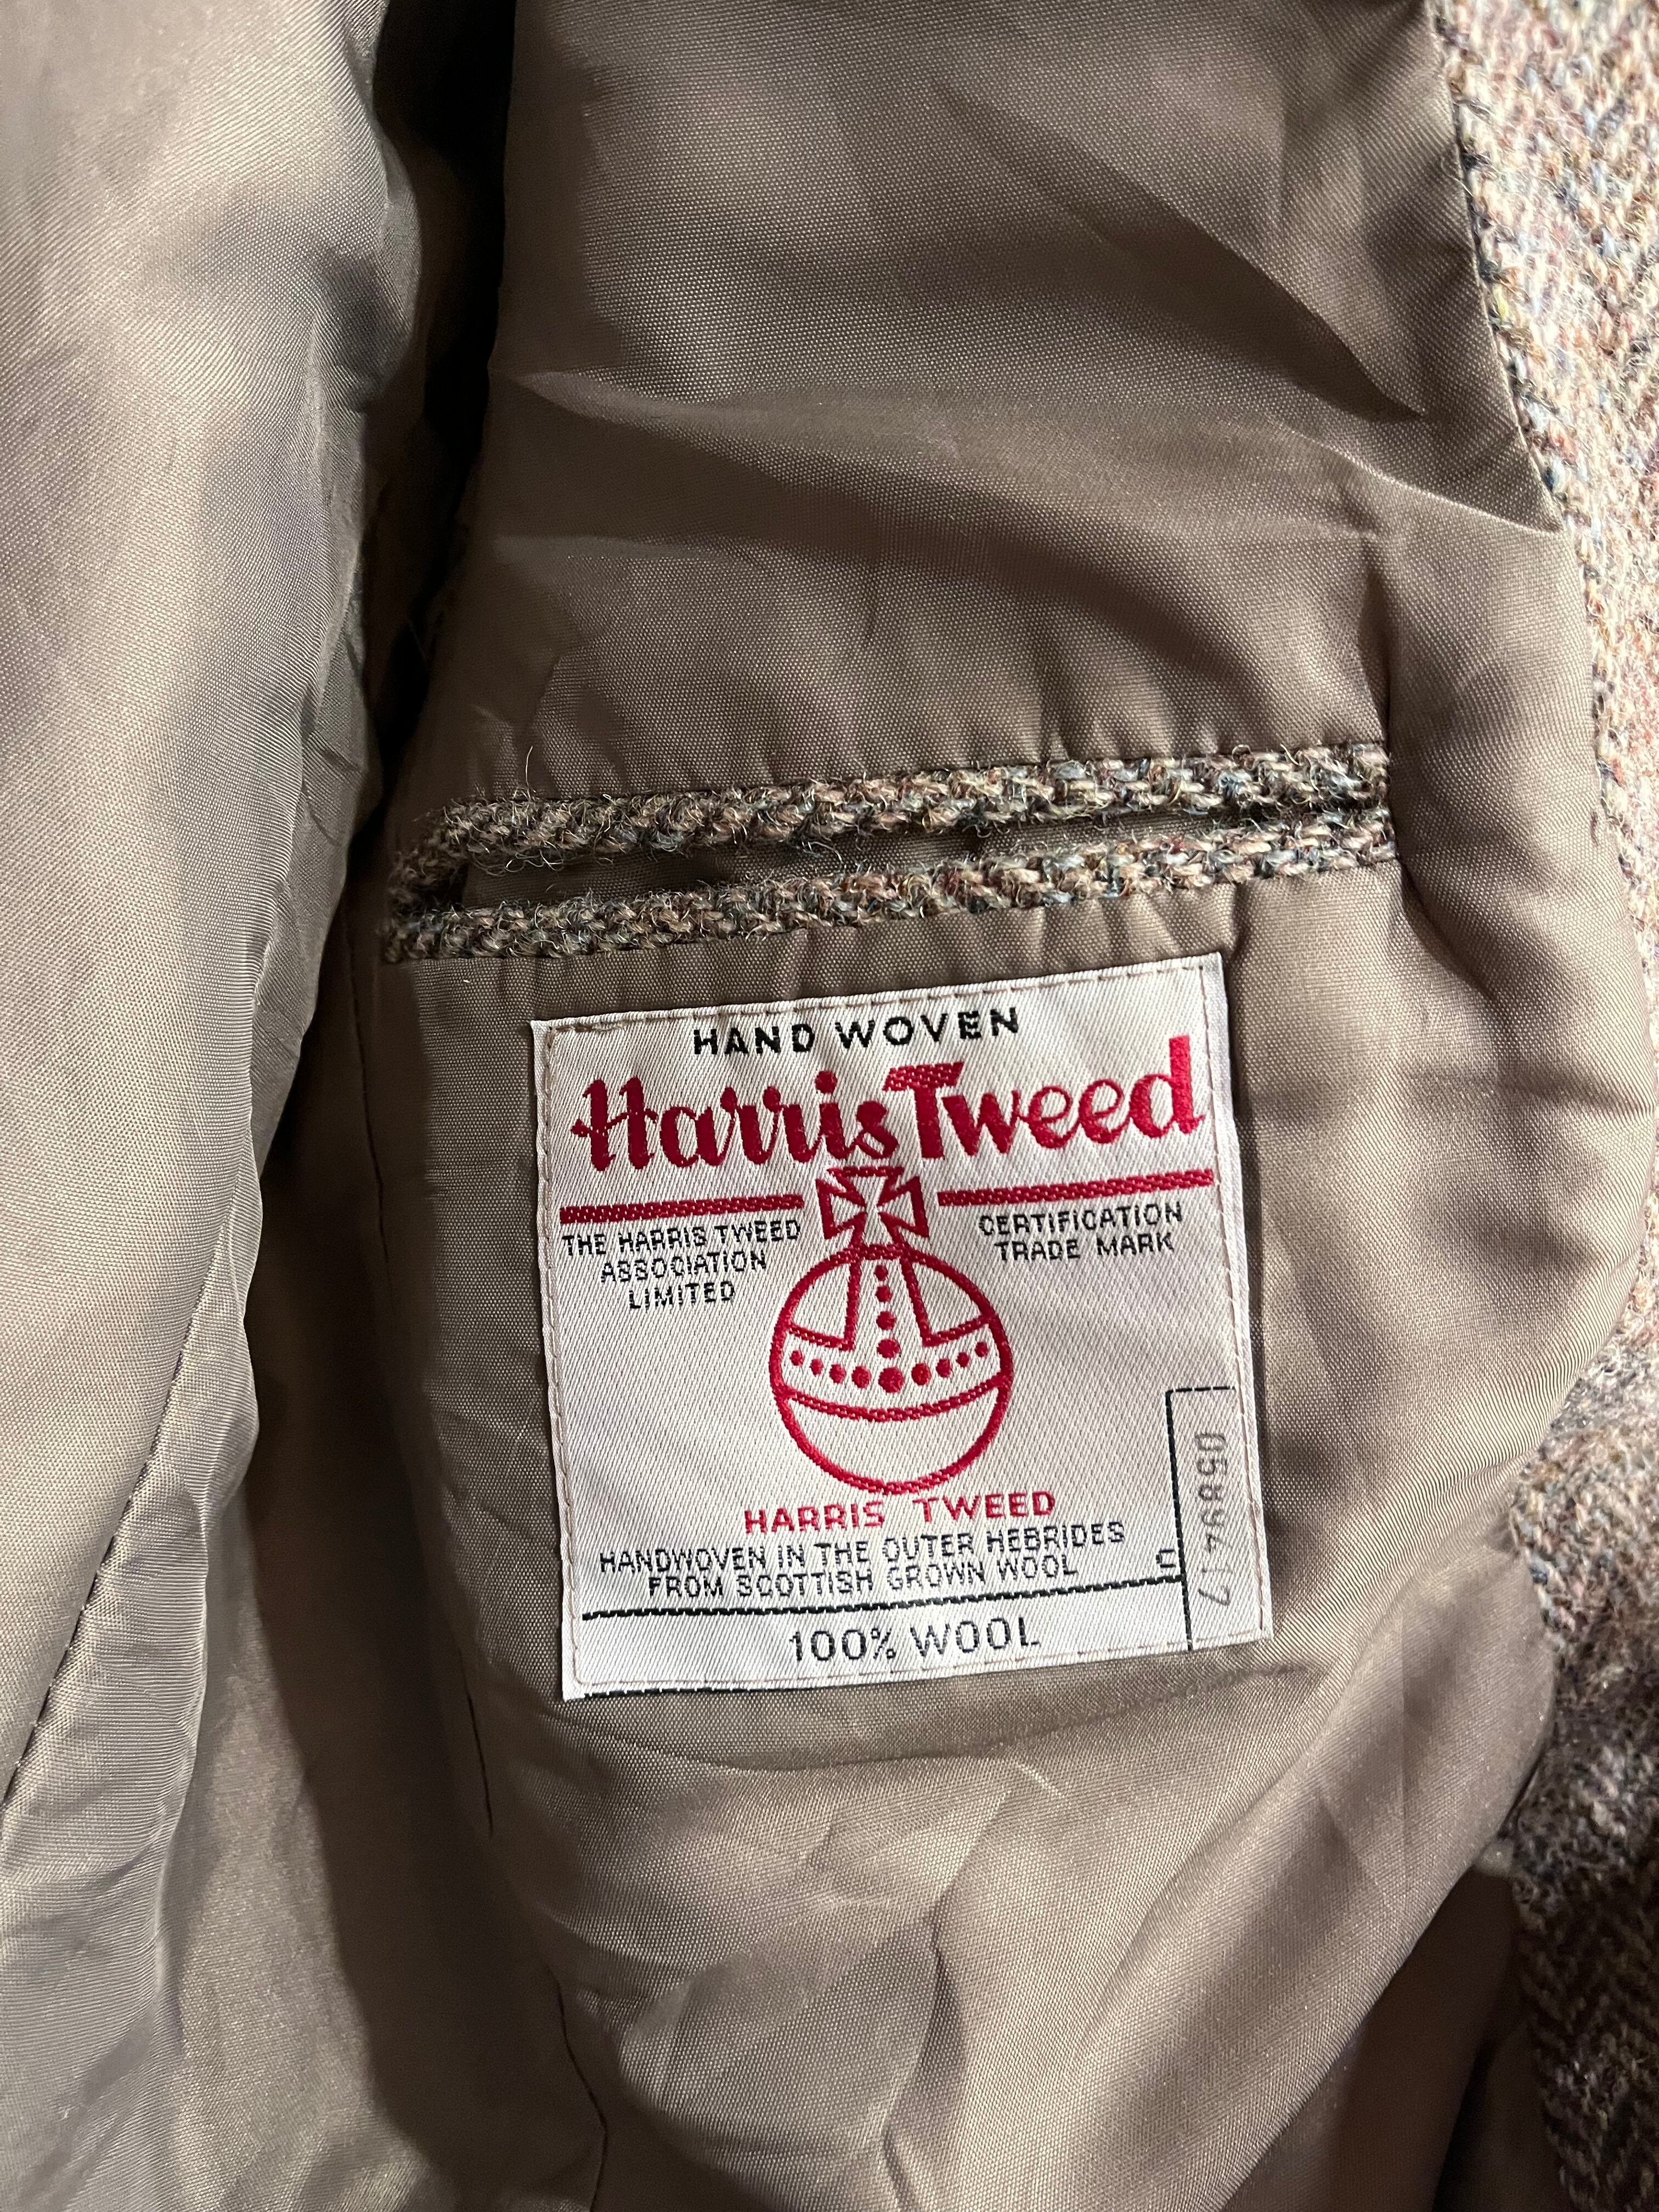 HAND WOVEN
Harris Tweed
THE HARRIS TWEED
ASSOCIATION
LIMITED
CERTIFICATION
TRADE MARK
HARRIS TWEED
HANDWOVEN IN THE OUTER HEBRIDES
FROM SCOTTISH GROWN WOOL
100% WOOL